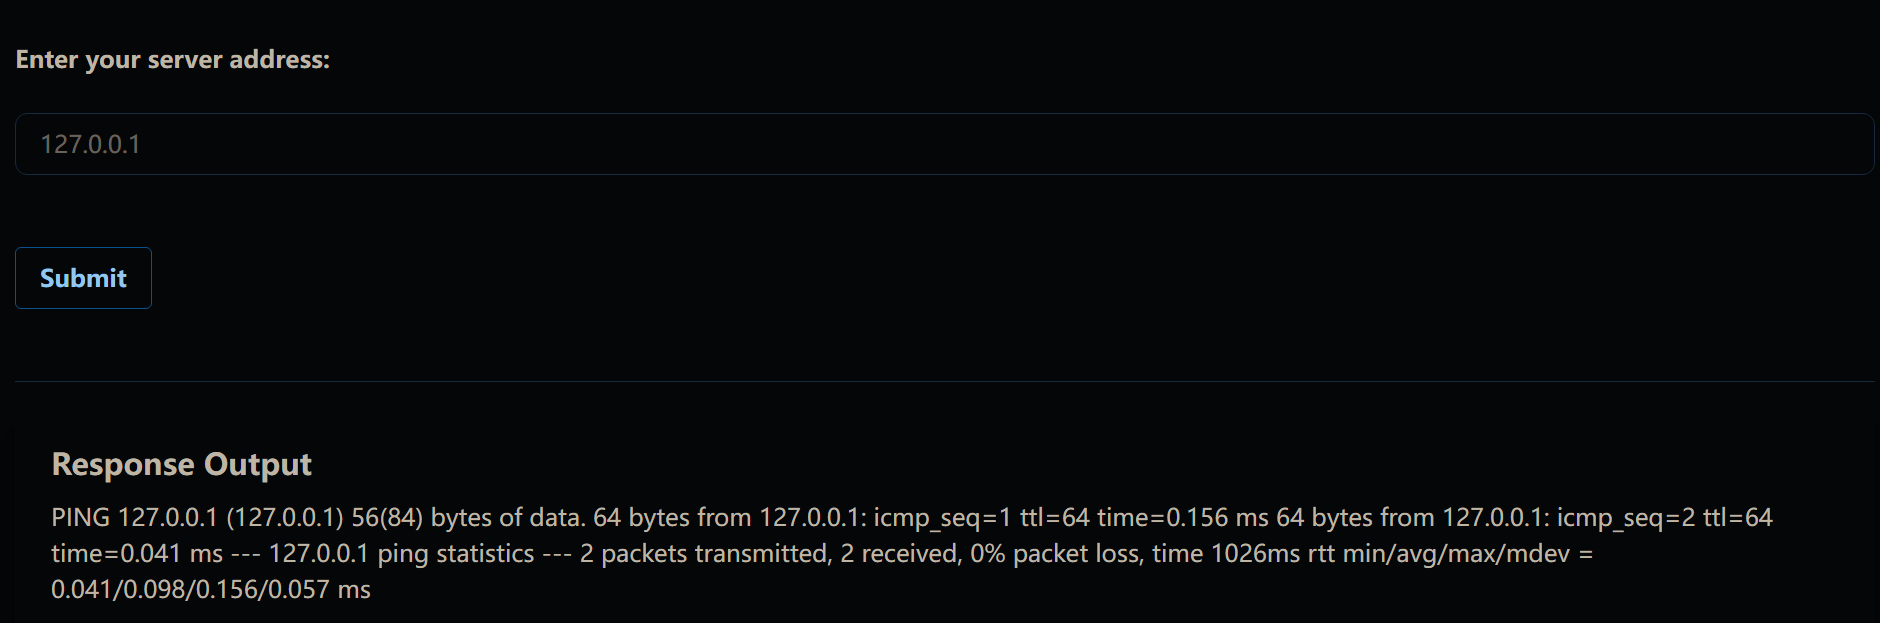 Enter your server address:
127.0.0.1
Submit
Response Output
PING 127.0.0.1 (127.0.0.1) 56(84) bytes of data. 64 bytes from 127.0.0.1: icmp_seq=1 ttl=64 time=0.156 ms 64 bytes from 127.0.0.1: icmp_seq=2 ttl=64
time=0.041 ms --- 127.0.0.1 ping statistics --- 2 packets transmitted, 2 received, 0% packet loss, time 1026ms rtt min/avg/max/mdev =
0.041/0.098/0.156/0.057 ms